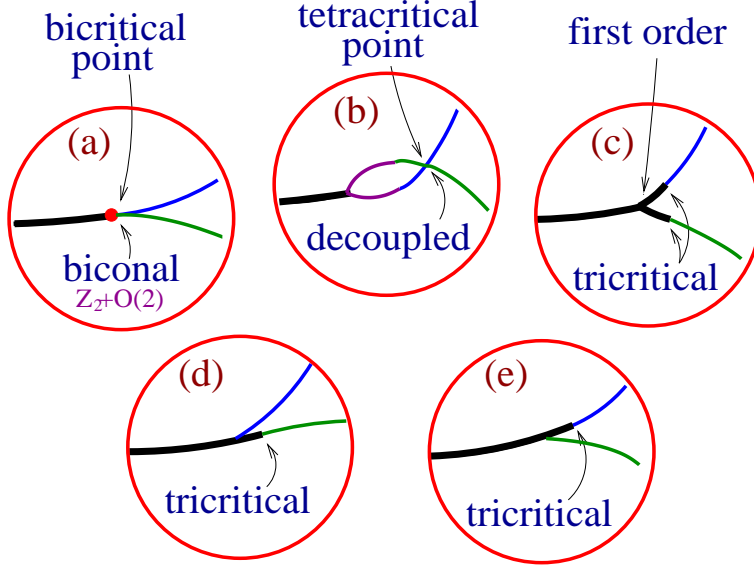 bicritical
point
(a)
biconal
Z₂+O(2)
tetracritical
point
(b)
decoupled
first order
(c)
tricritical
(d)
tricritical
(e)
tricritical